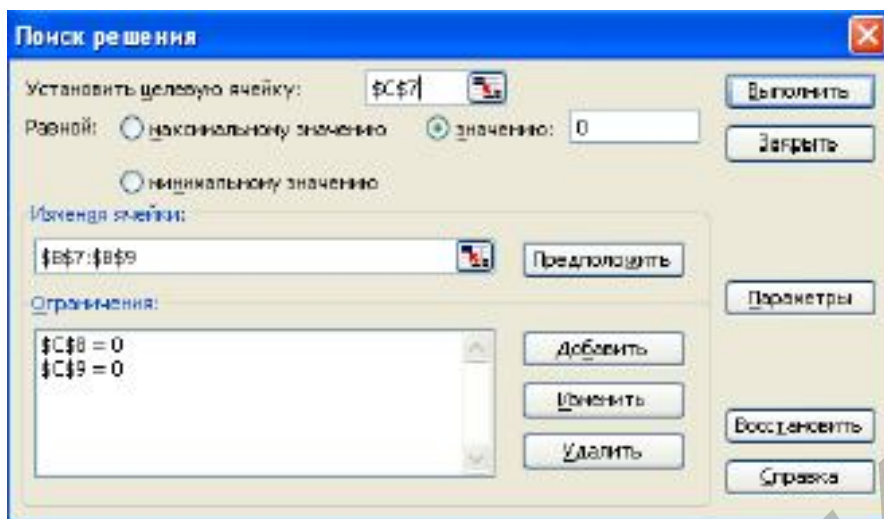 Поиск решения
Установить целевую ячейку: $C$7
Выполнить
Равной: максимальному значению значению: 0
Закрыть
минимальному значению
Изменяя ячейки:
$B$7:$B$9
Предположить
Ограничения:
Параметры
$C$8 = 0
$C$9 = 0
Добавить
Изменить
Удалить
Восстановить
Справка